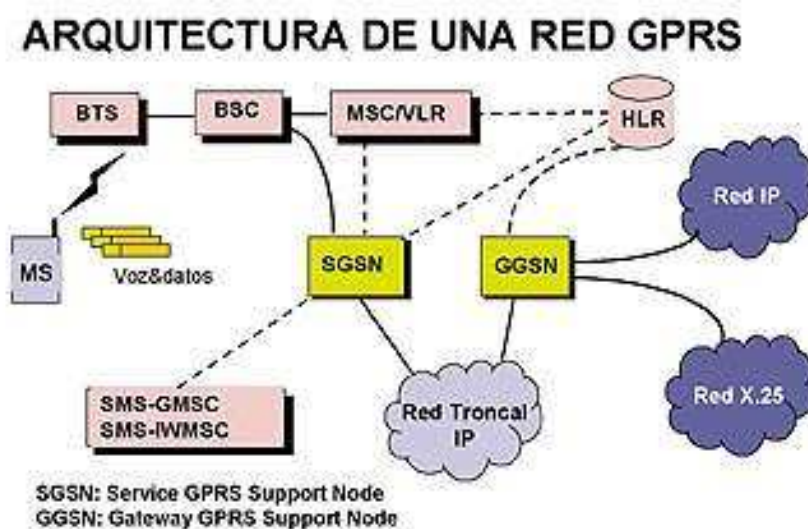 ARQUITECTURA DE UNA RED GPRS
BTS
BSC
MSC/VLR
HLR
Red IP
MS
Voz&datos
SGSN
GGSN
SMS-GMSC
SMS-IWMSC
Red Troncal
IP
Red X.25
SGSN: Service GPRS Support Node
GGSN: Gateway GPRS Support Node